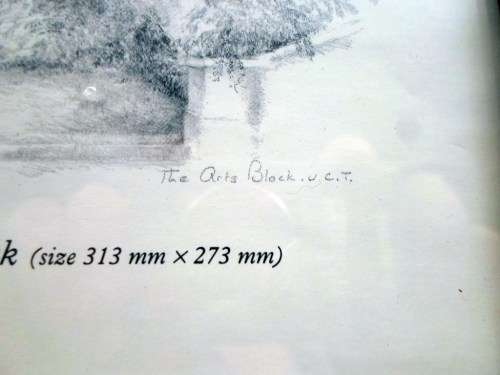 The Arts Block. U.C.T.
k (size 313 mm × 273 mm)